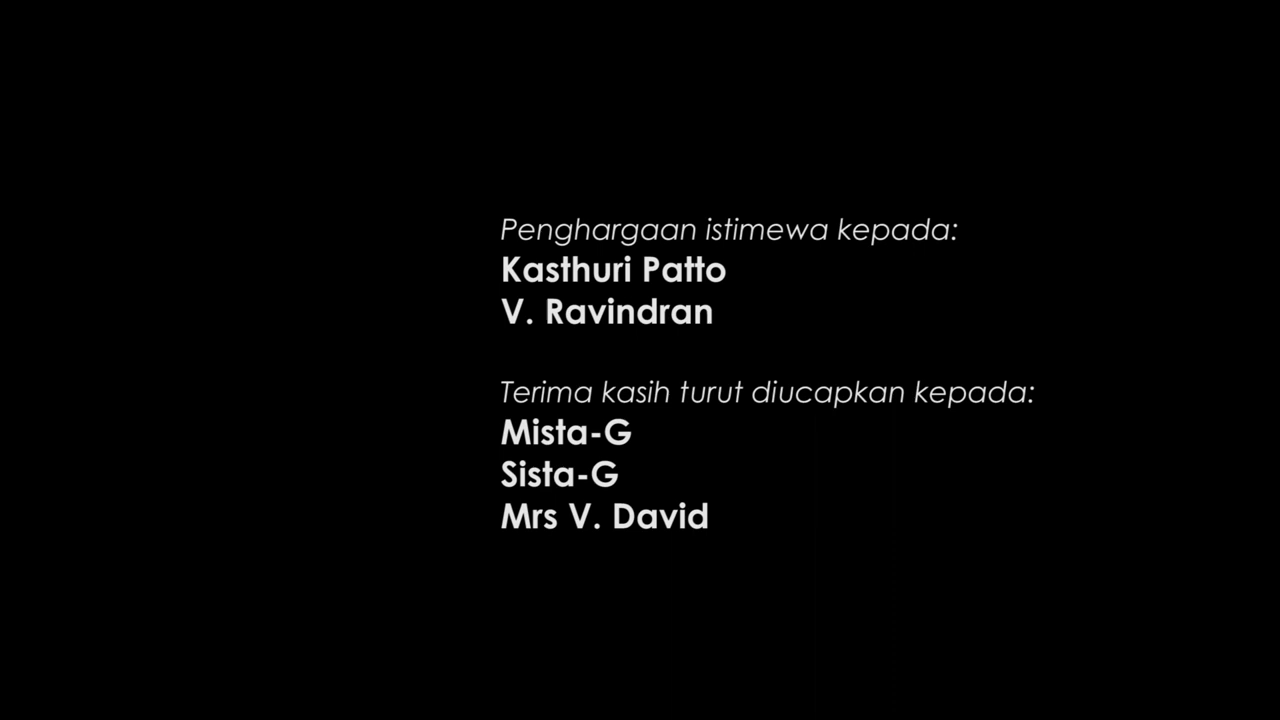 Penghargaan istimewa kepada:
Kasthuri Patto
V. Ravindran
Terima kasih turut diucapkan kepada:
Mista-G
Sista-G
Mrs V. David